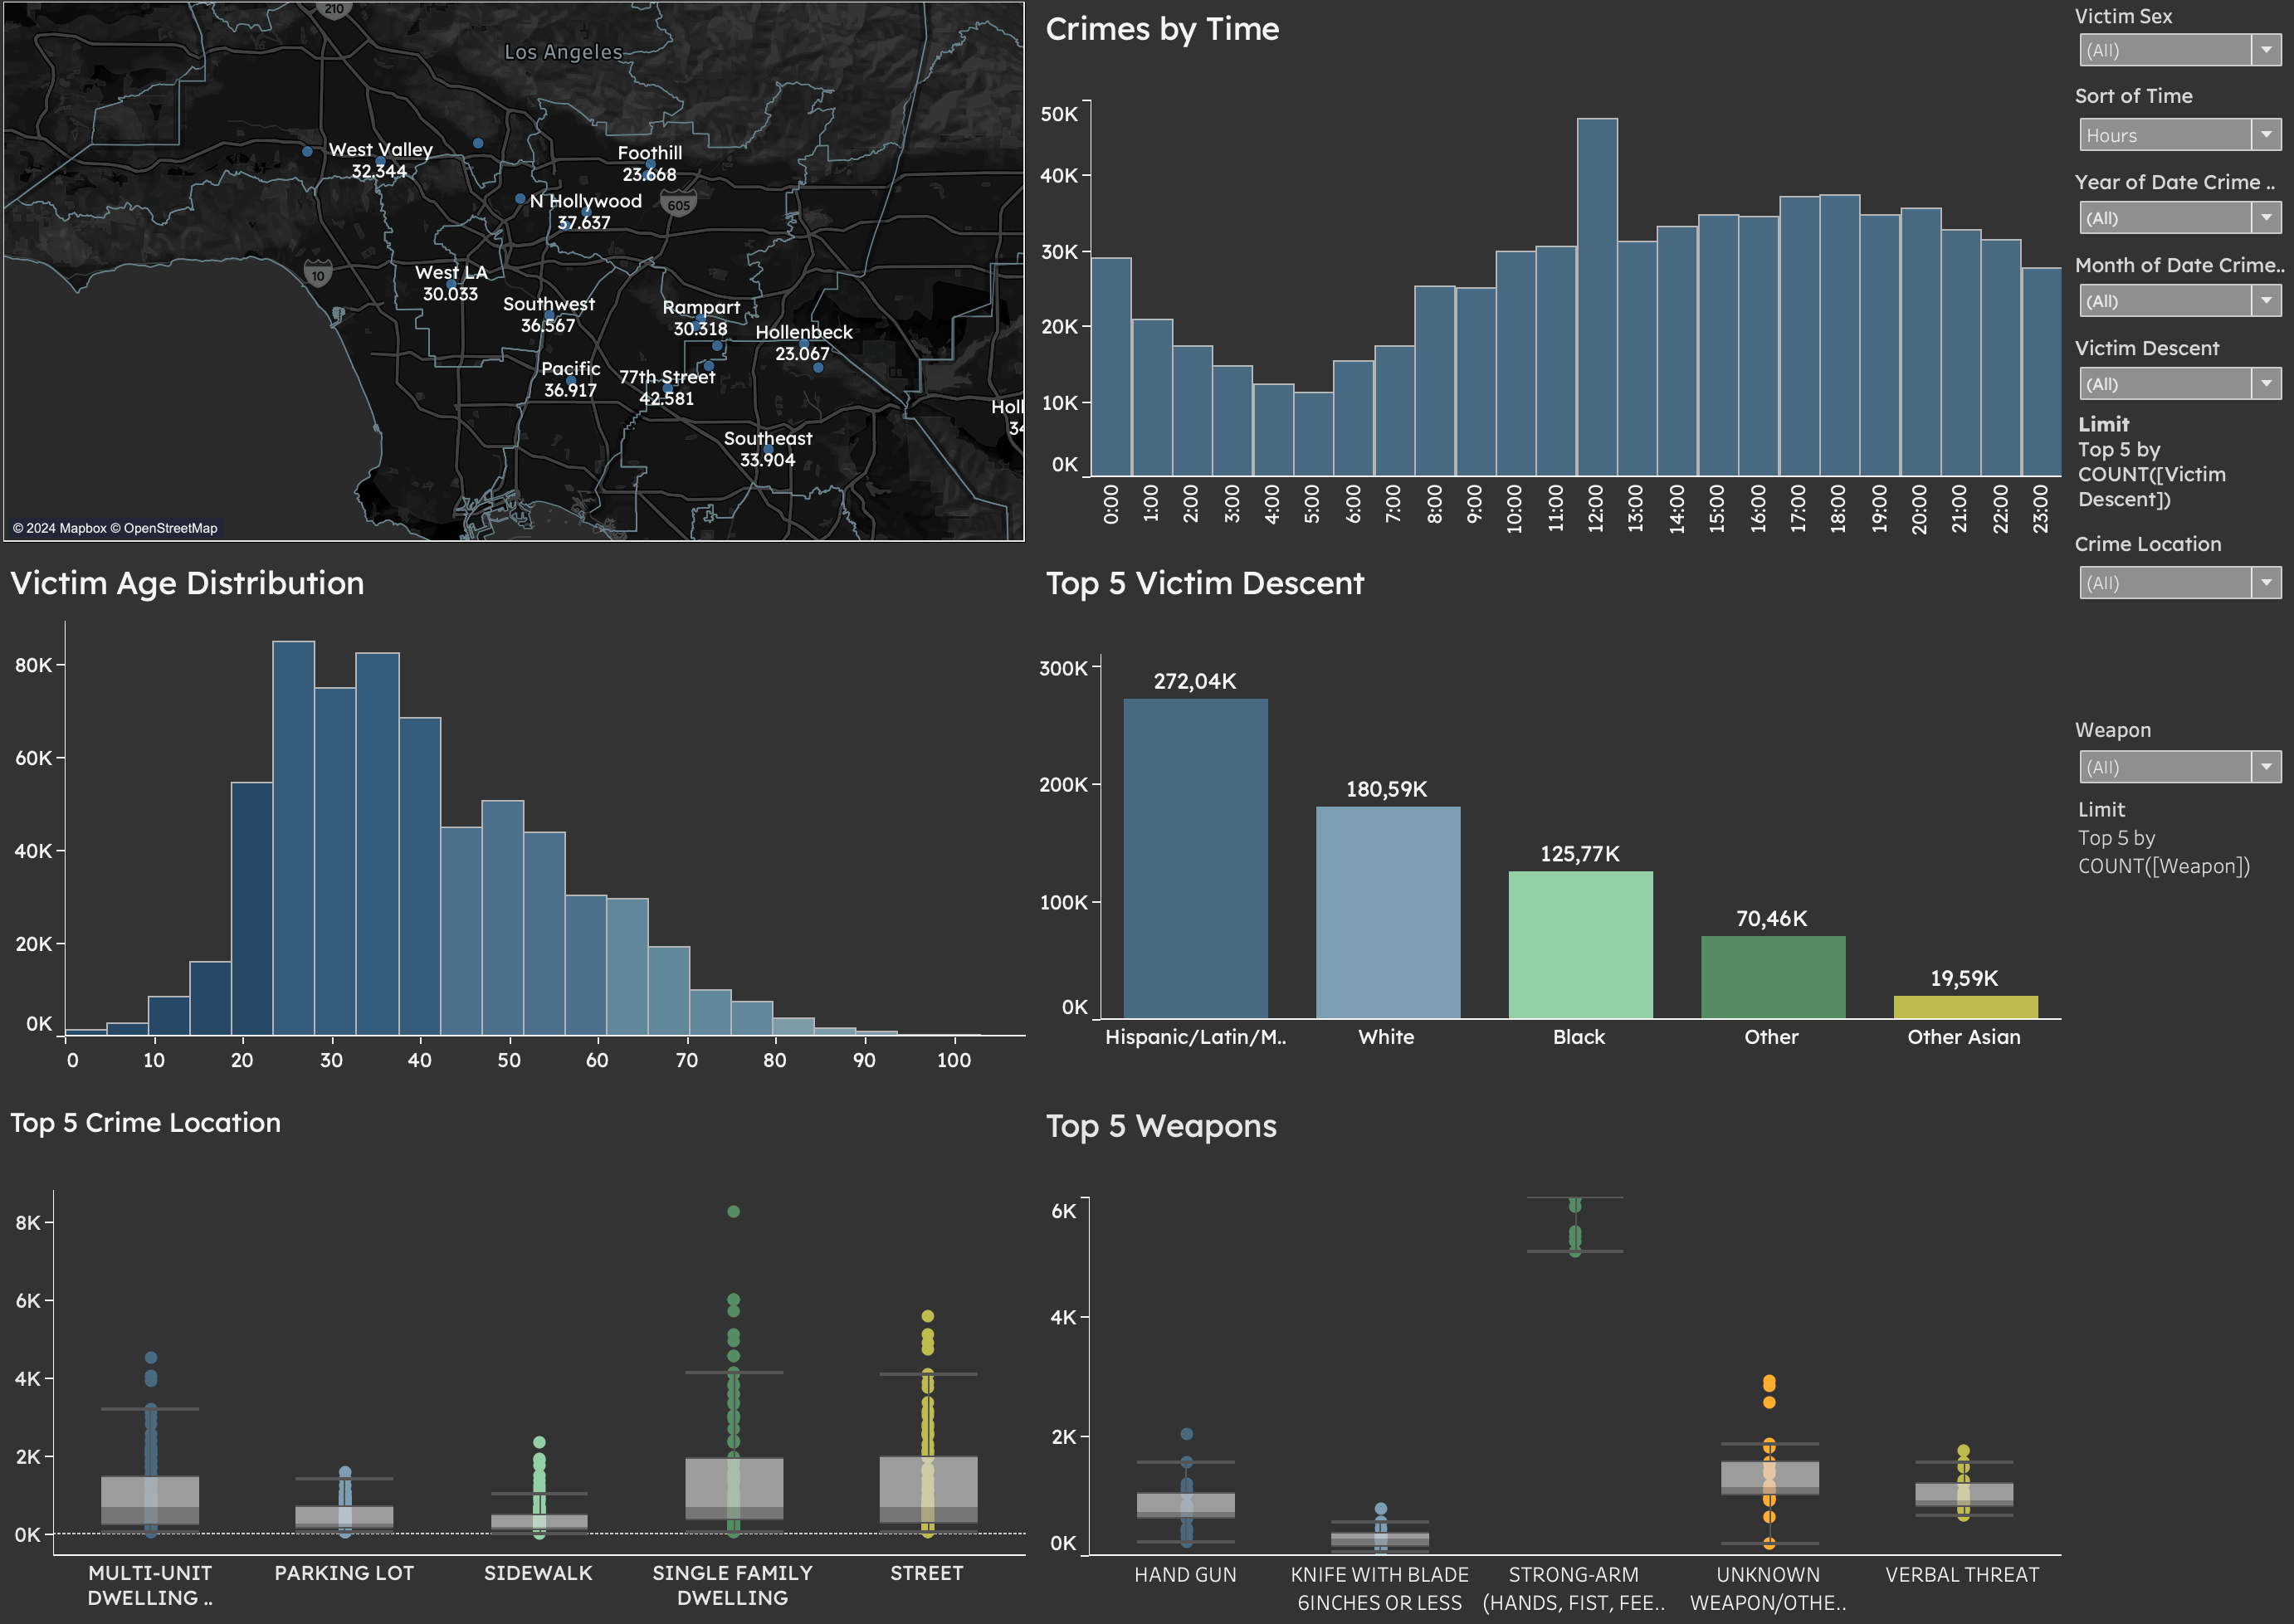 210
Los Angeles
West Valley
32.344
Foothill
23.668
605
N Hollywood
37.637
10
West LA
30.033
Southwest
36.567
Rampart
30.318
Hollenbeck
23.067
Pacific
36.917
77th Street
42.581
Holl
34
Southeast
33.904
© 2024 Mapbox © OpenStreetMap
Crimes by Time
50K
40K
30K
20K
10K
0K
0:00
1:00
2:00
3:00
4:00
5:00
6:00
7:00
8:00
9:00
10:00
11:00
12:00
13:00
14:00
15:00
16:00
17:00
18:00
19:00
20:00
21:00
22:00
23:00
Victim Sex
(All)
Sort of Time
Hours
Year of Date Crime ..
(All)
Month of Date Crime..
(All)
Victim Descent
(All)
Limit
Top 5 by
COUNT([Victim
Descent])
Crime Location
(All)
Weapon
(All)
Limit
Top 5 by
COUNT([Weapon])
Victim Age Distribution
80K
60K
40K
20K
0K
0 10 20 30 40 50 60 70 80 90 100
Top 5 Victim Descent
300K
200K
100K
0K
272,04K
180,59K
125,77K
70,46K
19,59K
Hispanic/Latin/M.. White Black Other Other Asian
Top 5 Crime Location
8K
6K
4K
2K
0K
MULTI-UNIT
DWELLING ..
PARKING LOT
SIDEWALK
SINGLE FAMILY
DWELLING
STREET
Top 5 Weapons
6K
4K
2K
0K
HAND GUN
KNIFE WITH BLADE
6INCHES OR LESS
STRONG-ARM
(HANDS, FIST, FEE..
UNKNOWN
WEAPON/OTHE..
VERBAL THREAT